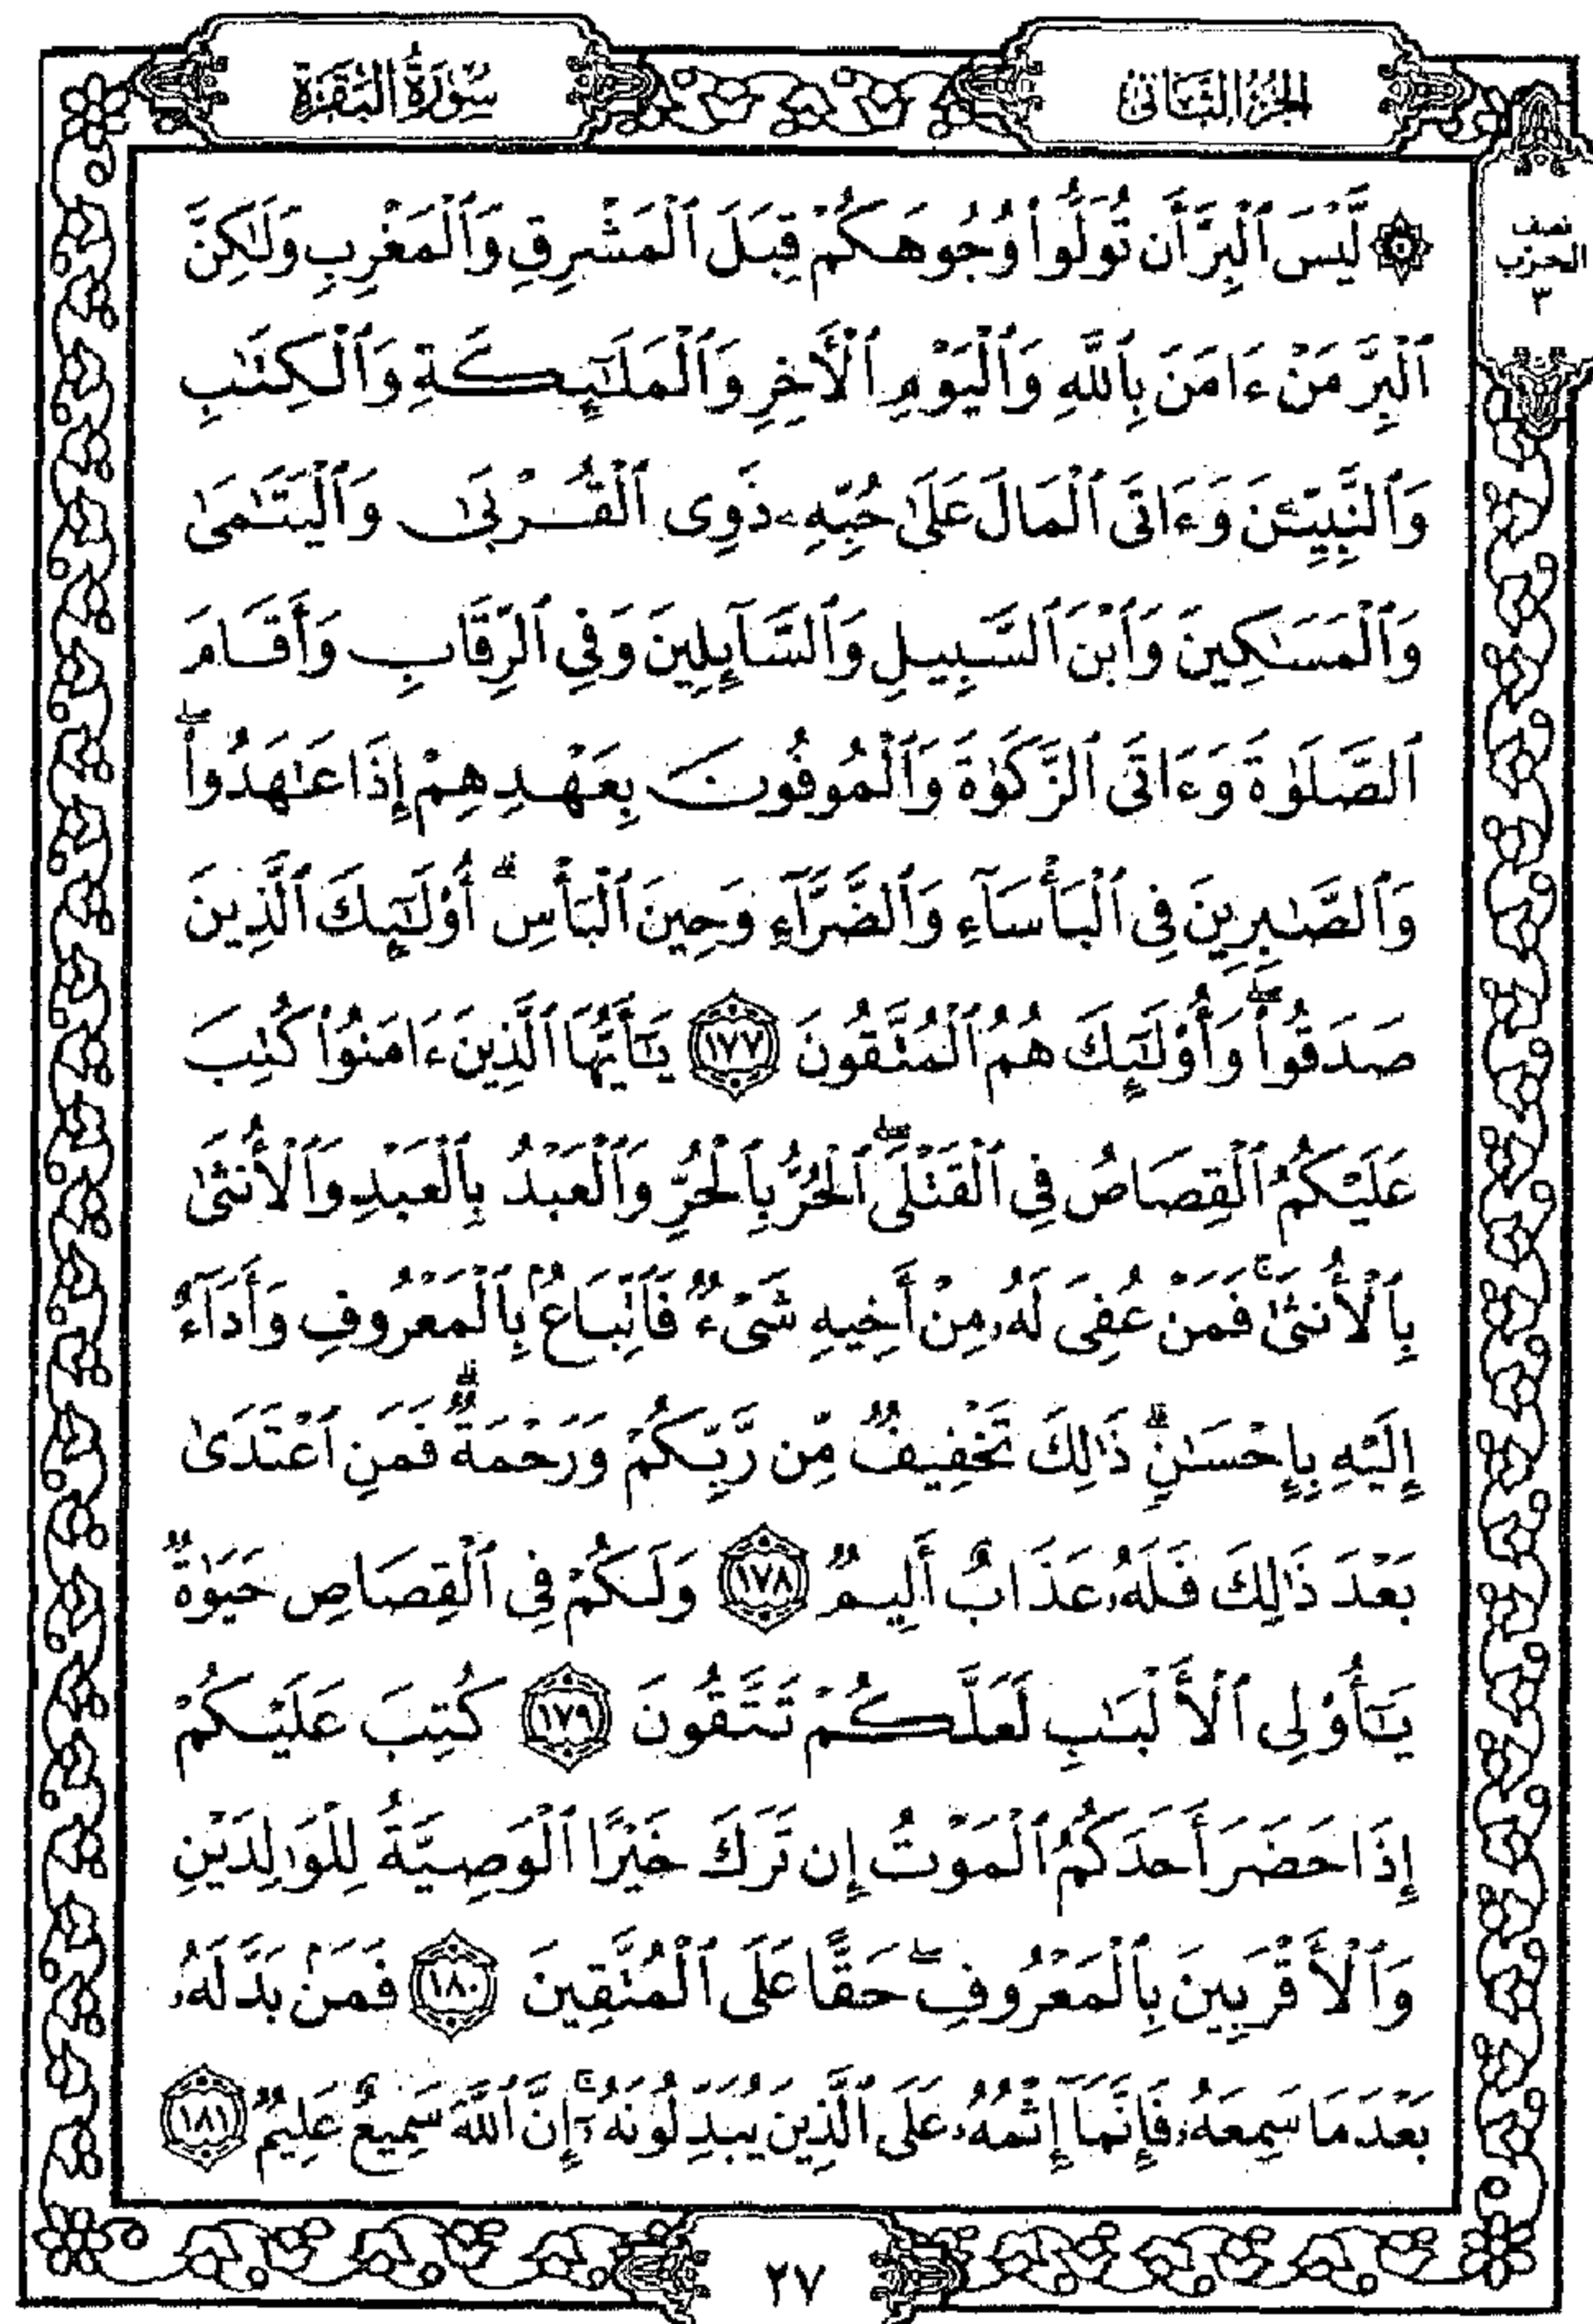 الجزء الثاني
سورة البقرة
نصف
الحزب
٣
۞ لَّيْسَ ٱلْبِرَّ أَن تُوَلُّوا۟ وُجُوهَكُمْ قِبَلَ ٱلْمَشْرِقِ وَٱلْمَغْرِبِ وَلَٰكِنَّ
ٱلْبِرَّ مَنْ ءَامَنَ بِٱللَّهِ وَٱلْيَوْمِ ٱلْأَخِرِ وَٱلْمَلَٰٓئِكَةِ وَٱلْكِتَٰبِ
وَٱلنَّبِيِّۦنَ وَءَاتَى ٱلْمَالَ عَلَىٰ حُبِّهِۦ ذَوِى ٱلْقُرْبَىٰ وَٱلْيَتَٰمَىٰ
وَٱلْمَسَٰكِينَ وَٱبْنَ ٱلسَّبِيلِ وَٱلسَّآئِلِينَ وَفِى ٱلرِّقَابِ وَأَقَامَ
ٱلصَّلَوٰةَ وَءَاتَى ٱلزَّكَوٰةَ وَٱلْمُوفُونَ بِعَهْدِهِمْ إِذَا عَٰهَدُوا۟ۖ
وَٱلصَّٰبِرِينَ فِى ٱلْبَأْسَآءِ وَٱلضَّرَّآءِ وَحِينَ ٱلْبَأْسِۗ أُو۟لَٰٓئِكَ ٱلَّذِينَ
صَدَقُوا۟ۖ وَأُو۟لَٰٓئِكَ هُمُ ٱلْمُتَّقُونَ ١٧٧ يَٰٓأَيُّهَا ٱلَّذِينَ ءَامَنُوا۟ كُتِبَ
عَلَيْكُمُ ٱلْقِصَاصُ فِى ٱلْقَتْلَىۖ ٱلْحُرُّ بِٱلْحُرِّ وَٱلْعَبْدُ بِٱلْعَبْدِ وَٱلْأُنثَىٰ
بِٱلْأُنثَىٰۚ فَمَنْ عُفِىَ لَهُۥ مِنْ أَخِيهِ شَىْءٌ فَٱتِّبَاعٌۢ بِٱلْمَعْرُوفِ وَأَدَآءٌ
إِلَيْهِ بِإِحْسَٰنٍۗ ذَٰلِكَ تَخْفِيفٌ مِّن رَّبِّكُمْ وَرَحْمَةٌۗ فَمَنِ ٱعْتَدَىٰ
بَعْدَ ذَٰلِكَ فَلَهُۥ عَذَابٌ أَلِيمٌ ١٧٨ وَلَكُمْ فِى ٱلْقِصَاصِ حَيَوٰةٌ
يَٰٓأُو۟لِى ٱلْأَلْبَٰبِ لَعَلَّكُمْ تَتَّقُونَ ١٧٩ كُتِبَ عَلَيْكُمْ
إِذَا حَضَرَ أَحَدَكُمُ ٱلْمَوْتُ إِن تَرَكَ خَيْرًا ٱلْوَصِيَّةُ لِلْوَٰلِدَيْنِ
وَٱلْأَقْرَبِينَ بِٱلْمَعْرُوفِۖ حَقًّا عَلَى ٱلْمُتَّقِينَ ١٨٠ فَمَنۢ بَدَّلَهُۥ
بَعْدَمَا سَمِعَهُۥ فَإِنَّمَآ إِثْمُهُۥ عَلَى ٱلَّذِينَ يُبَدِّلُونَهُۥٓۚ إِنَّ ٱللَّهَ سَمِيعٌ عَلِيمٌ ١٨١
٢٧